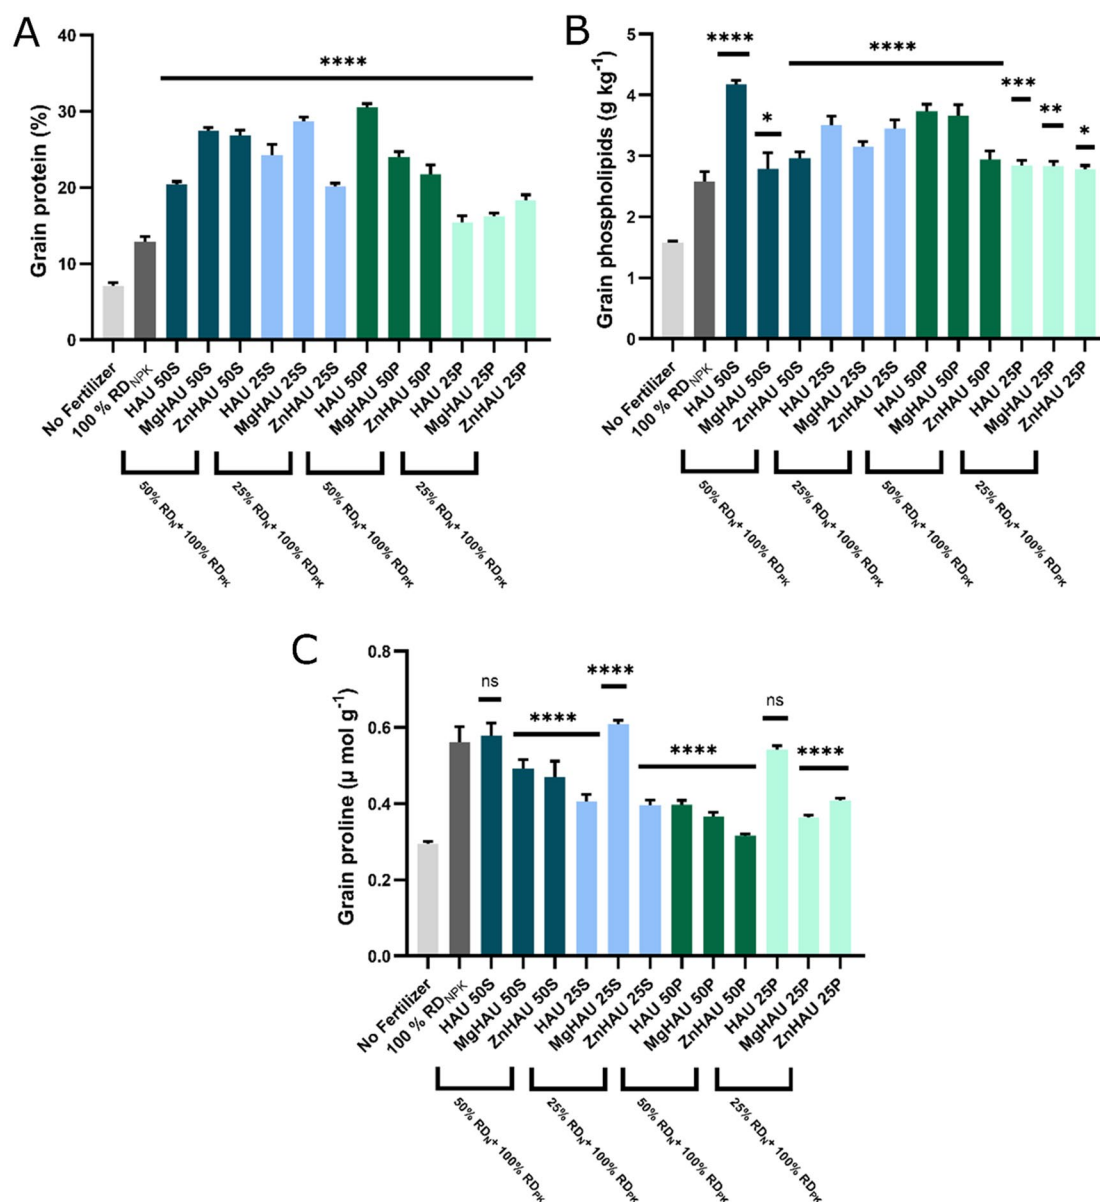 A
Grain protein (%)
40
30
20
10
0
****
No Fertilizer
100 % RDNPK
HAU 50S
MgHAU 50S
ZnHAU 50S
HAU 25S
MgHAU 25S
ZnHAU 25S
HAU 50P
MgHAU 50P
ZnHAU 50P
HAU 25P
MgHAU 25P
ZnHAU 25P
50% RDN+ 100% RDPK
25% RDN+ 100% RDPK
50% RDN+ 100% RDPK
25% RDN+ 100% RDPK
B
Grain phospholipids (g kg-1)
5
4
3
2
1
0
****
*
****
***
**
*
No Fertilizer
100 % RDNPK
HAU 50S
MgHAU 50S
ZnHAU 50S
HAU 25S
MgHAU 25S
ZnHAU 25S
HAU 50P
MgHAU 50P
ZnHAU 50P
HAU 25P
MgHAU 25P
ZnHAU 25P
50% RDN+ 100% RDPK
25% RDN+ 100% RDPK
50% RDN+ 100% RDPK
25% RDN+ 100% RDPK
C
Grain proline (µ mol g-1)
0.8
0.6
0.4
0.2
0.0
ns
****
****
****
ns
****
No Fertilizer
100 % RDNPK
HAU 50S
MgHAU 50S
ZnHAU 50S
HAU 25S
MgHAU 25S
ZnHAU 25S
HAU 50P
MgHAU 50P
ZnHAU 50P
HAU 25P
MgHAU 25P
ZnHAU 25P
50% RDN+ 100% RDPK
25% RDN+ 100% RDPK
50% RDN+ 100% RDPK
25% RDN+ 100% RDPK